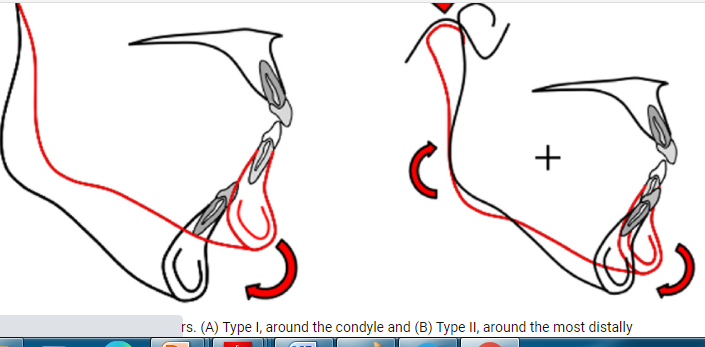 rs. (A) Type I, around the condyle and (B) Type II, around the most distally